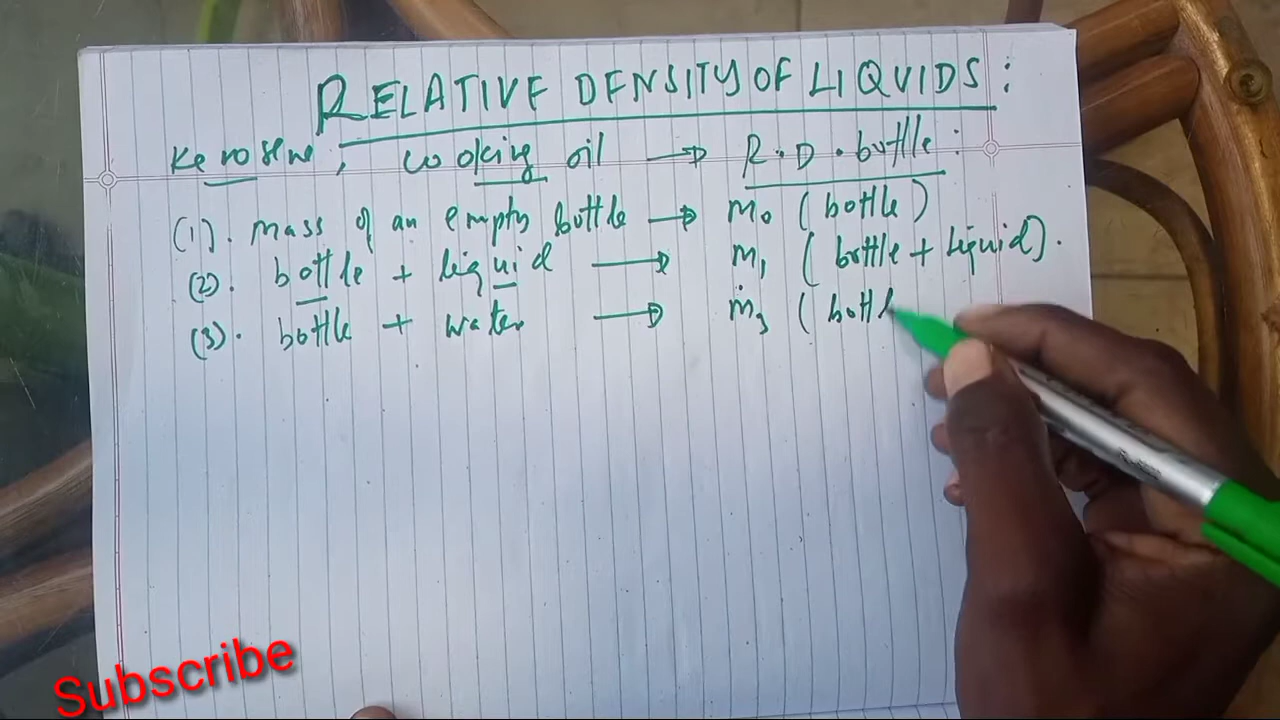 RELATIVE DENSITY OF LIQUIDS:
Kerosene, cooking oil → R.D. bottle:
(1). mass of an empty bottle → m₀ (bottle)
(2). bottle + liquid → m₁ (bottle + Liquid).
(3). bottle + water → m₃ (bottl
Subscribe